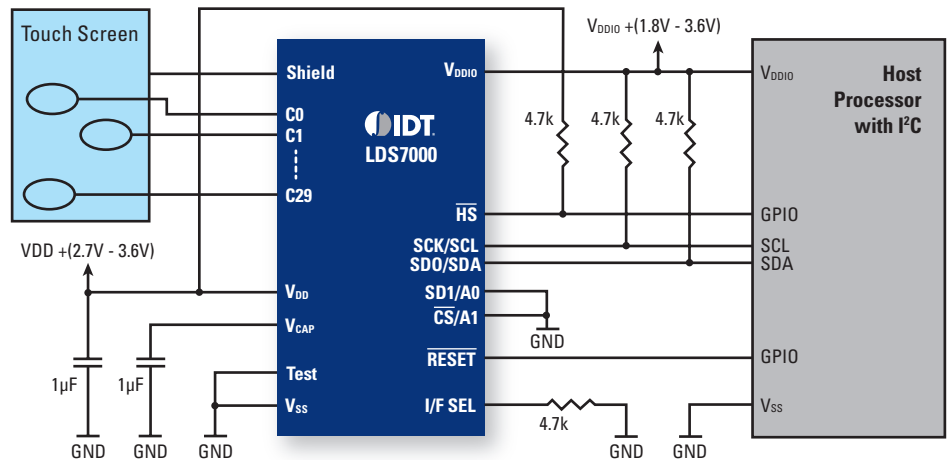 Touch Screen
VDD +(2.7V - 3.6V)
1µF
1µF
GND
GND
GND
Shield
C0
C1
C29
VDD
VCAP
Test
VSS
IDT.
LDS7000
VDDIO
HS
SCK/SCL
SDO/SDA
SD1/A0
CS/A1
RESET
I/F SEL
VDDIO +(1.8V - 3.6V)
4.7k
4.7k
4.7k
GND
4.7k
GND
GND
VDDIO
Host
Processor
with I²C
GPIO
SCL
SDA
GPIO
VSS